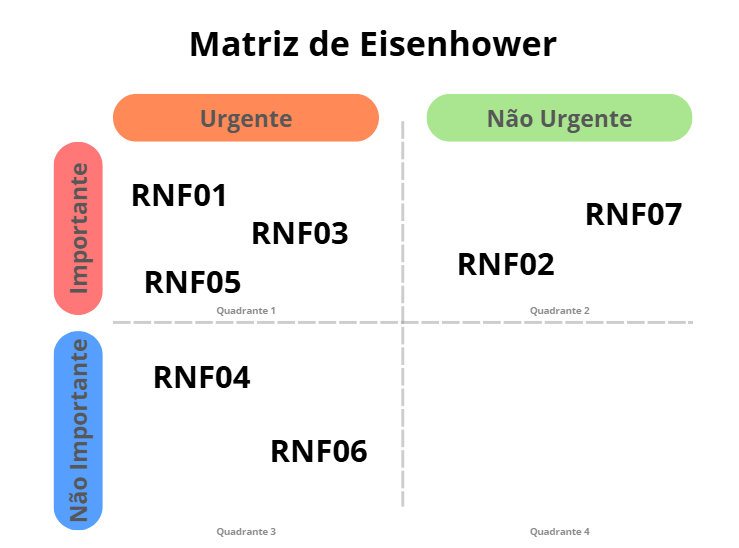 Matriz de Eisenhower
Urgente
Não Urgente
Importante
RNF01
RNF03
RNF05
Quadrante 1
RNF07
RNF02
Quadrante 2
Não Importante
RNF04
RNF06
Quadrante 3
Quadrante 4